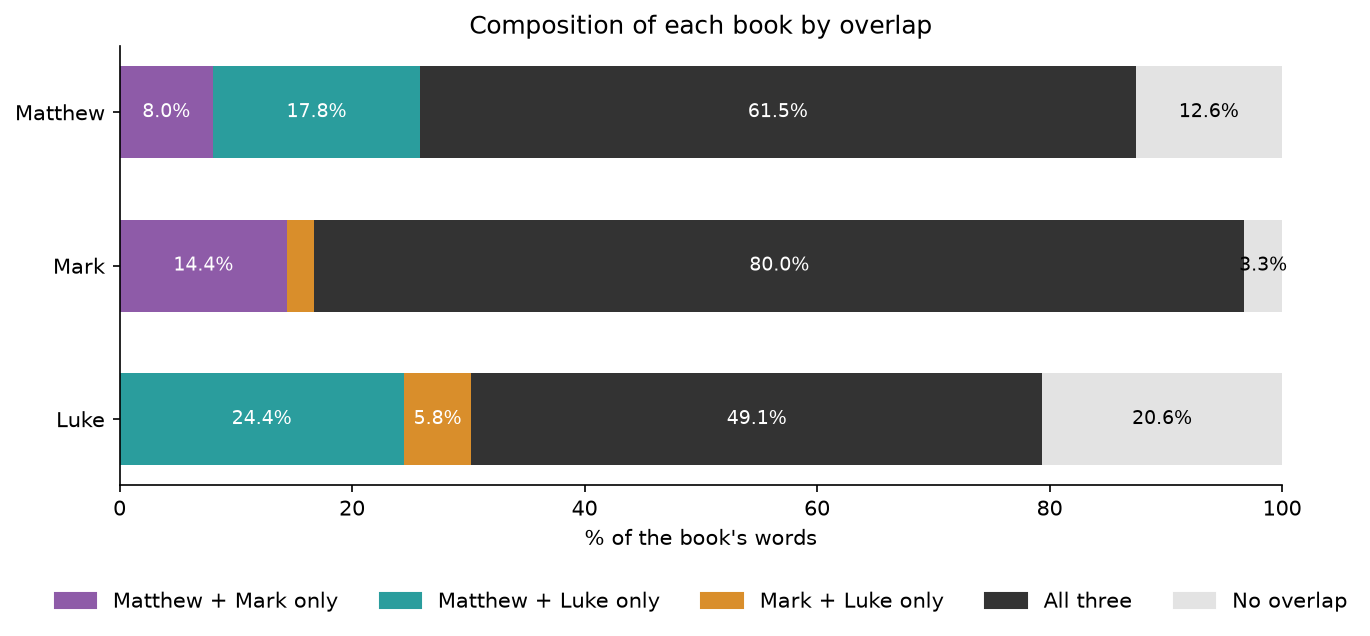 Composition of each book by overlap
Matthew 8.0% 17.8% 61.5% 12.6%
Mark 14.4% 80.0% 3.3%
Luke 24.4% 5.8% 49.1% 20.6%
0 20 40 60 80 100
% of the book's words
Matthew + Mark only Matthew + Luke only Mark + Luke only All three No overlap